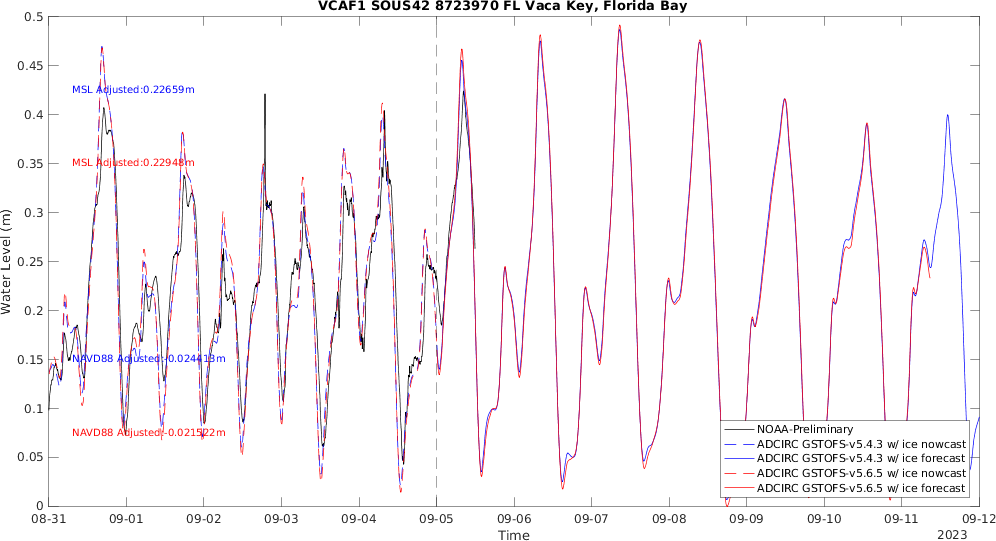 VCAF1 SOUS42 8723970 FL Vaca Key, Florida Bay
0.5
0.45
0.4
0.35
0.3
0.25
0.2
0.15
0.1
0.05
0
Water Level (m)
MSL Adjusted:0.22659m
MSL Adjusted:0.22948m
NAVD88 Adjusted:-0.024413m
NAVD88 Adjusted:-0.021522m
NOAA-Preliminary
ADCIRC GSTOFS-v5.4.3 w/ ice nowcast
ADCIRC GSTOFS-v5.4.3 w/ ice forecast
ADCIRC GSTOFS-v5.6.5 w/ ice nowcast
ADCIRC GSTOFS-v5.6.5 w/ ice forecast
08-31 09-01 09-02 09-03 09-04 09-05 09-06 09-07 09-08 09-09 09-10 09-11 09-12
Time
2023